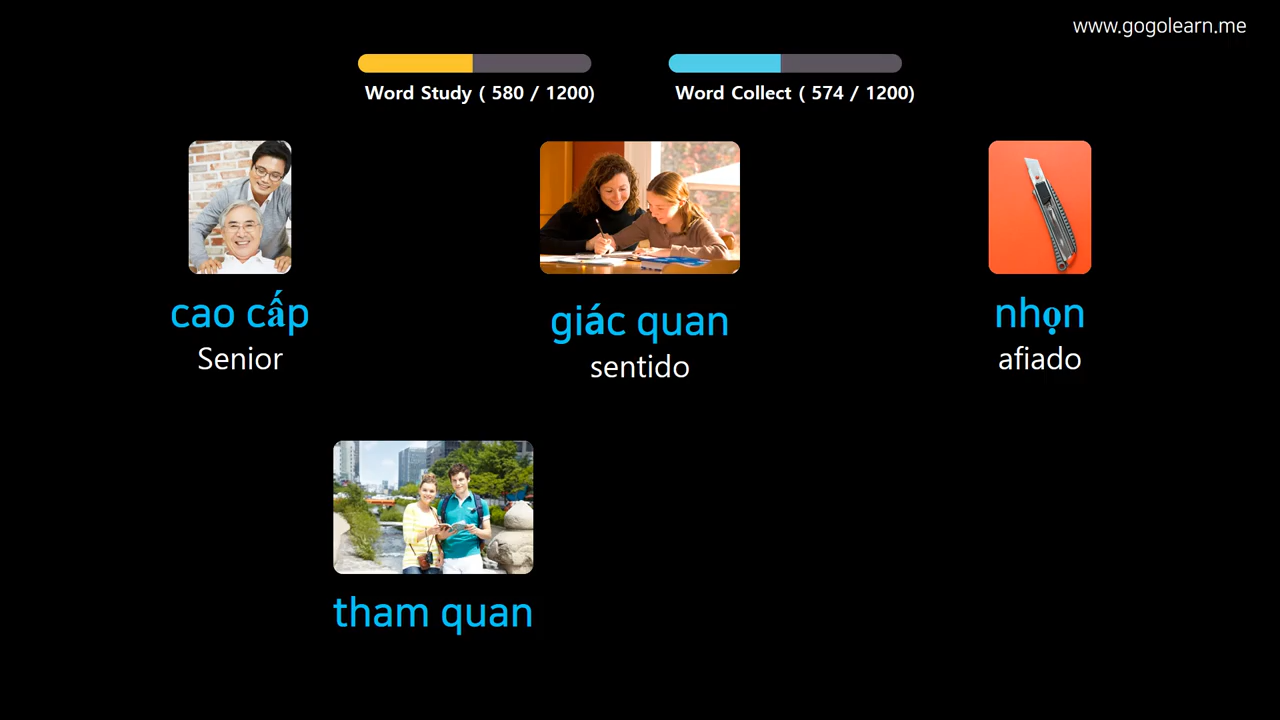 www.gogolearn.me
Word Study ( 580 / 1200)
Word Collect ( 574 / 1200)
cao cấp
Senior
giác quan
sentido
nhọn
afiado
tham quan